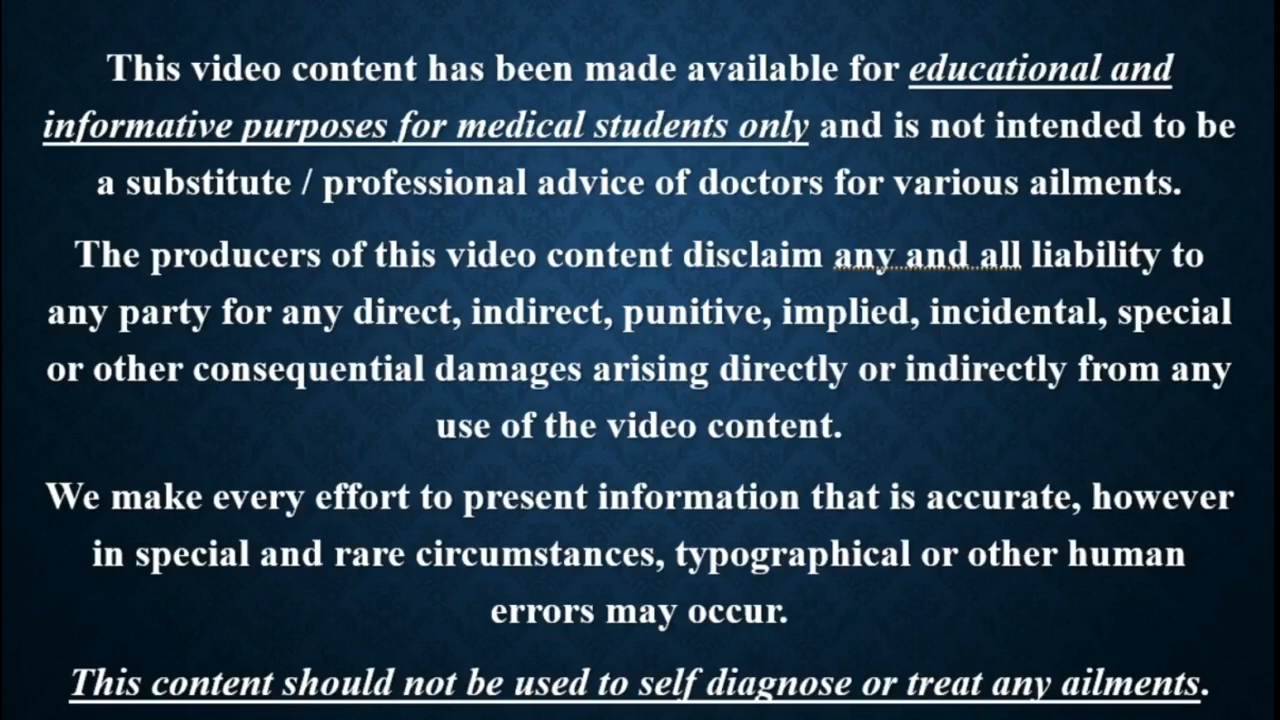 This video content has been made available for educational and
informative purposes for medical students only and is not intended to be
a substitute / professional advice of doctors for various ailments.
The producers of this video content disclaim any and all liability to
any party for any direct, indirect, punitive, implied, incidental, special
or other consequential damages arising directly or indirectly from any
use of the video content.
We make every effort to present information that is accurate, however
in special and rare circumstances, typographical or other human
errors may occur.
This content should not be used to self diagnose or treat any ailments.